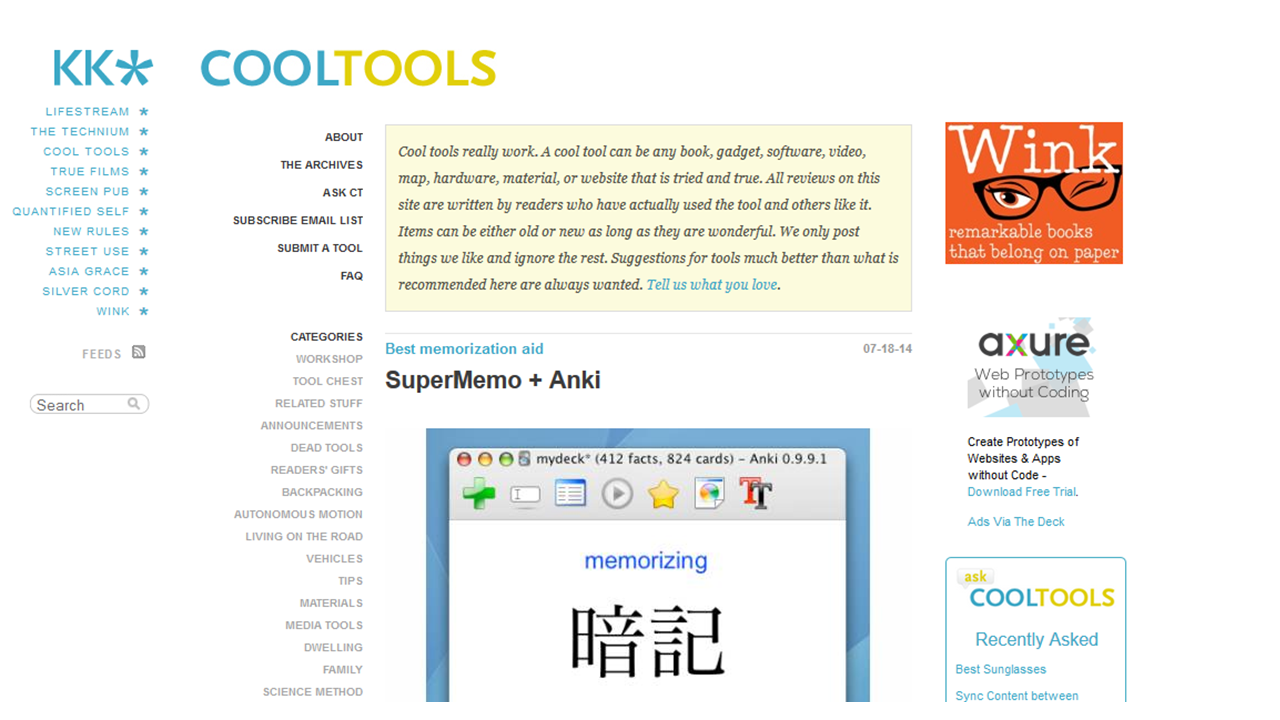 KK*
COOLTOOLS
LIFESTREAM *
THE TECHNIUM *
COOL TOOLS *
TRUE FILMS *
SCREEN PUB *
QUANTIFIED SELF *
NEW RULES *
STREET USE *
ASIA GRACE *
SILVER CORD *
WINK *
FEEDS
Search
ABOUT
THE ARCHIVES
ASK CT
SUBSCRIBE EMAIL LIST
SUBMIT A TOOL
FAQ
CATEGORIES
WORKSHOP
TOOL CHEST
RELATED STUFF
ANNOUNCEMENTS
DEAD TOOLS
READERS' GIFTS
BACKPACKING
AUTONOMOUS MOTION
LIVING ON THE ROAD
VEHICLES
TIPS
MATERIALS
MEDIA TOOLS
DWELLING
FAMILY
SCIENCE METHOD
Cool tools really work. A cool tool can be any book, gadget, software, video,
map, hardware, material, or website that is tried and true. All reviews on this
site are written by readers who have actually used the tool and others like it.
Items can be either old or new as long as they are wonderful. We only post
things we like and ignore the rest. Suggestions for tools much better than what is
recommended here are always wanted. Tell us what you love.
Best memorization aid 07-18-14
SuperMemo + Anki
mydeck* (412 facts, 824 cards) – Anki 0.9.9.1
memorizing
暗記
Wink
remarkable books
that belong on paper
axure
Web Prototypes
without Coding
Create Prototypes of
Websites & Apps
without Code -
Download Free Trial.
Ads Via The Deck
ask
COOLTOOLS
Recently Asked
Best Sunglasses
Sync Content between